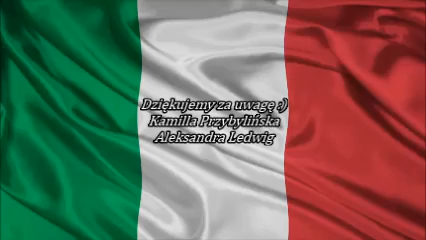 Dziękujemy za uwagę ;)
Kamilla Przybylińska
Aleksandra Ledwig